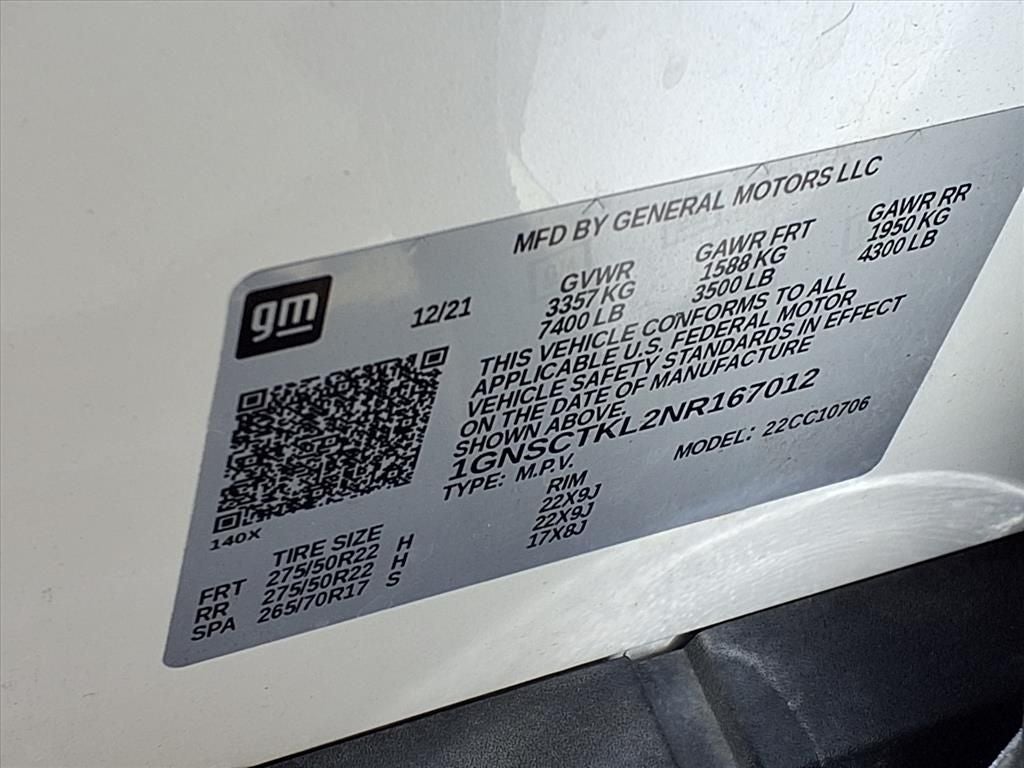 MFD BY GENERAL MOTORS LLC
gm
12/21
GVWR GAWR FRT GAWR RR
3357 KG 1588 KG 1950 KG
7400 LB 3500 LB 4300 LB
THIS VEHICLE CONFORMS TO ALL
APPLICABLE U.S. FEDERAL MOTOR
VEHICLE SAFETY STANDARDS IN EFFECT
ON THE DATE OF MANUFACTURE
SHOWN ABOVE.
1GNSCTKL2NR167012
TYPE: M.P.V. MODEL: 22CC10706
140X
TIRE SIZE RIM
FRT 275/50R22 H 22X9J
RR 275/50R22 H 22X9J
SPA 265/70R17 S 17X8J